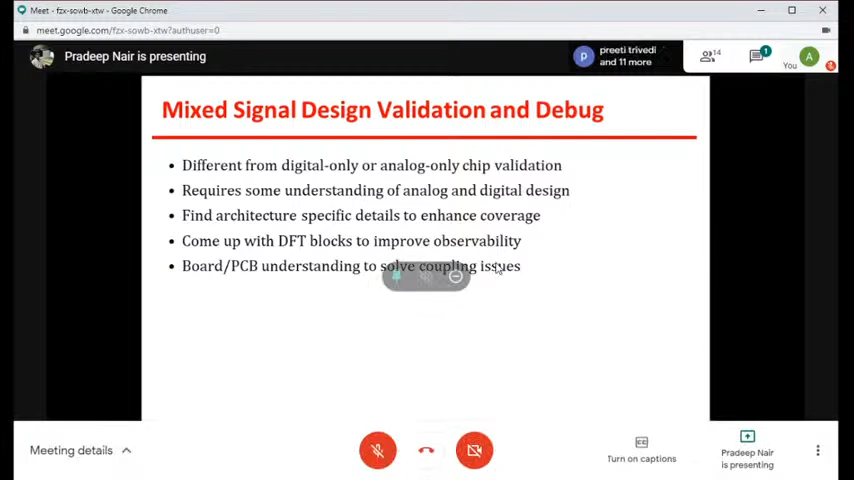 Meet - fzx-sowb-xtw - Google Chrome
meet.google.com/fzx-sowb-xtw?authuser=0
Pradeep Nair is presenting
p
preeti trivedi
and 11 more
14
1
You
A
Mixed Signal Design Validation and Debug
• Different from digital-only or analog-only chip validation
• Requires some understanding of analog and digital design
• Find architecture specific details to enhance coverage
• Come up with DFT blocks to improve observability
• Board/PCB understanding to solve coupling issues
Meeting details
CC
Turn on captions
Pradeep Nair
is presenting